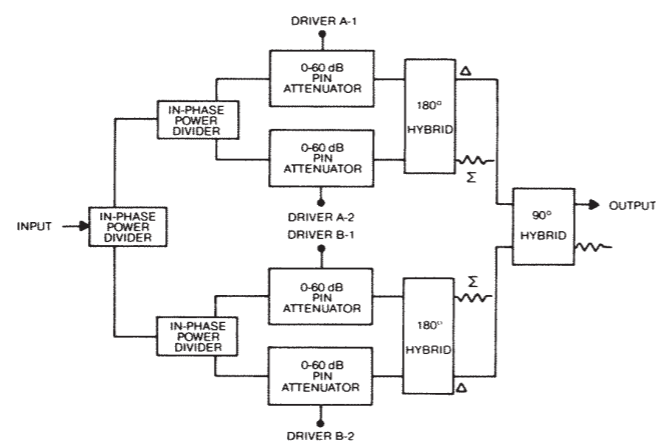 DRIVER A-1
0-60 dB
PIN
ATTENUATOR
Δ
180°
HYBRID
IN-PHASE
POWER
DIVIDER
0-60 dB
PIN
ATTENUATOR
Σ
DRIVER A-2
INPUT
IN-PHASE
POWER
DIVIDER
90°
HYBRID
OUTPUT
DRIVER B-1
0-60 dB
PIN
ATTENUATOR
Σ
180°
HYBRID
IN-PHASE
POWER
DIVIDER
0-60 dB
PIN
ATTENUATOR
Δ
DRIVER B-2